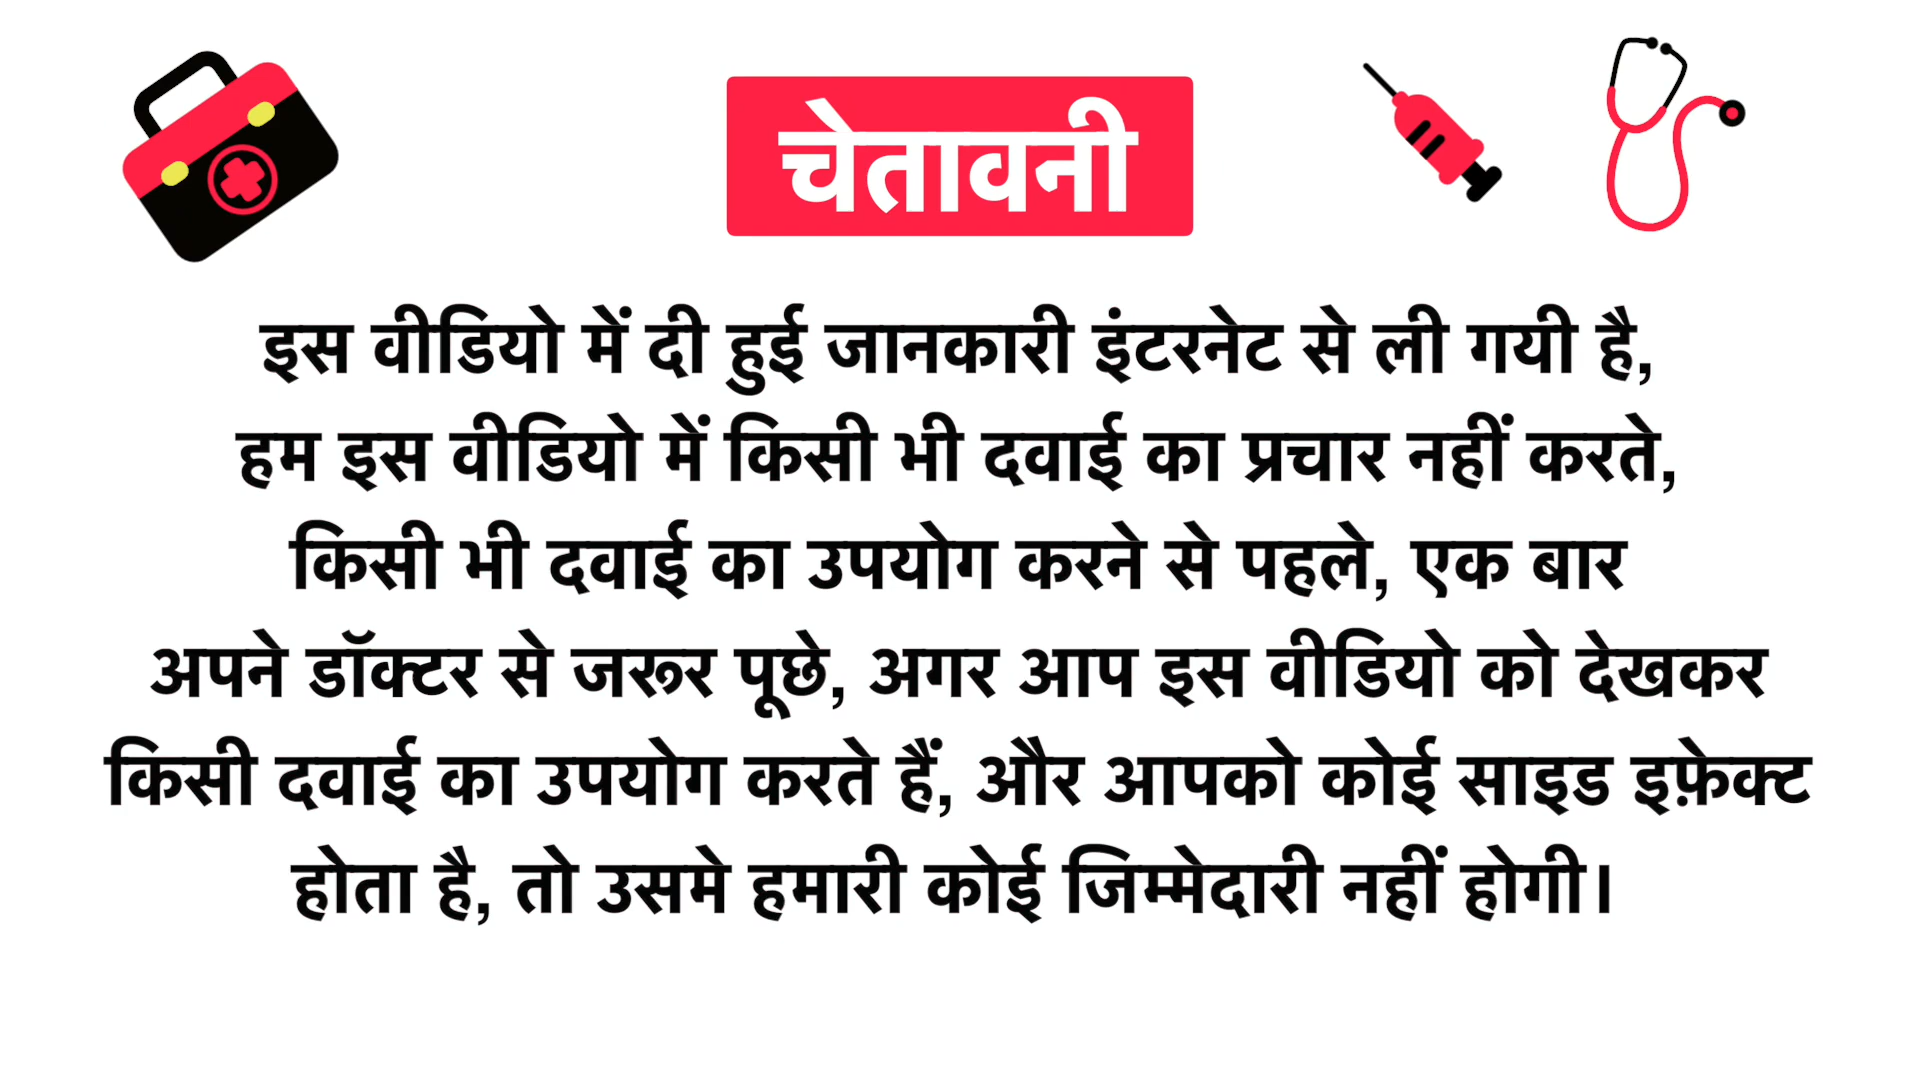 चेतावनी
इस वीडियो में दी हुई जानकारी इंटरनेट से ली गयी है,
हम इस वीडियो में किसी भी दवाई का प्रचार नहीं करते,
किसी भी दवाई का उपयोग करने से पहले, एक बार
अपने डॉक्टर से जरूर पूछे, अगर आप इस वीडियो को देखकर
किसी दवाई का उपयोग करते हैं, और आपको कोई साइड इफ़ेक्ट
होता है, तो उसमे हमारी कोई जिम्मेदारी नहीं होगी।